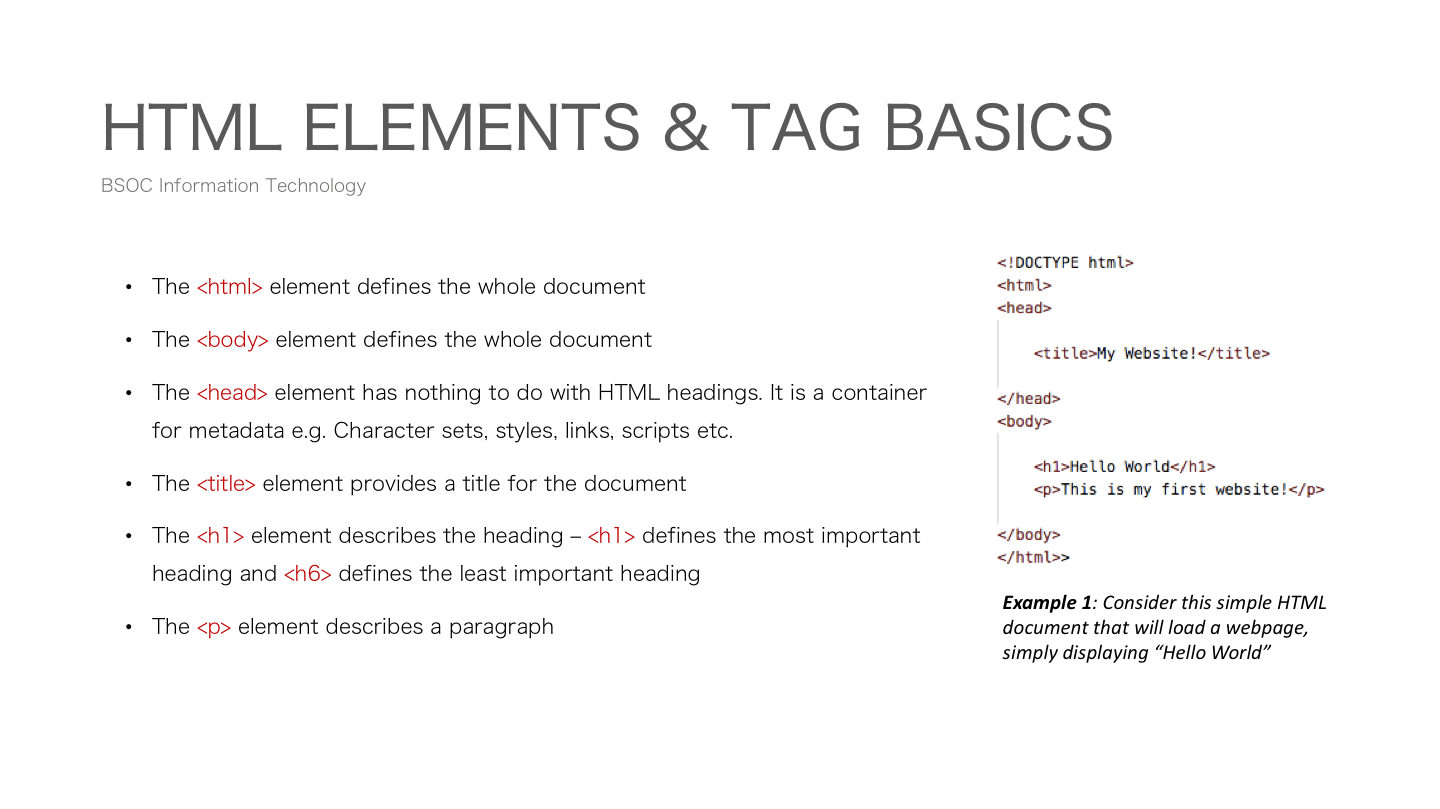 HTML ELEMENTS & TAG BASICS
BSOC Information Technology
• The <html> element defines the whole document
• The <body> element defines the whole document
• The <head> element has nothing to do with HTML headings. It is a container
for metadata e.g. Character sets, styles, links, scripts etc.
• The <title> element provides a title for the document
• The <h1> element describes the heading – <h1> defines the most important
heading and <h6> defines the least important heading
• The <p> element describes a paragraph
<!DOCTYPE html>
<html>
<head>
<title>My Website!</title>
</head>
<body>
<h1>Hello World</h1>
<p>This is my first website!</p>
</body>
</html>>
Example 1: Consider this simple HTML
document that will load a webpage,
simply displaying “Hello World”